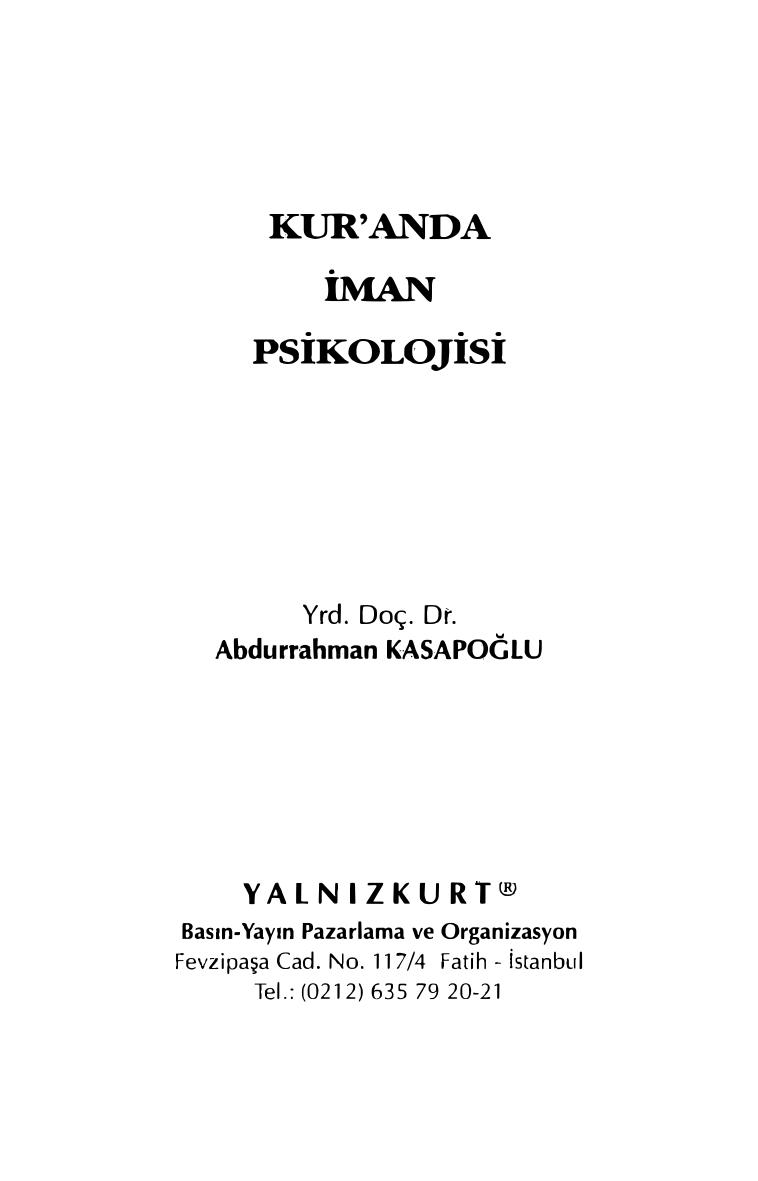 KUR’ANDA
İMAN
PSİKOLOJİSİ
Yrd. Doç. Dr.
Abdurrahman KASAPOĞLU
YALNIZKURT®
Basın-Yayın Pazarlama ve Organizasyon
Fevzipaşa Cad. No. 117/4 Fatih - İstanbul
Tel.: (0212) 635 79 20-21